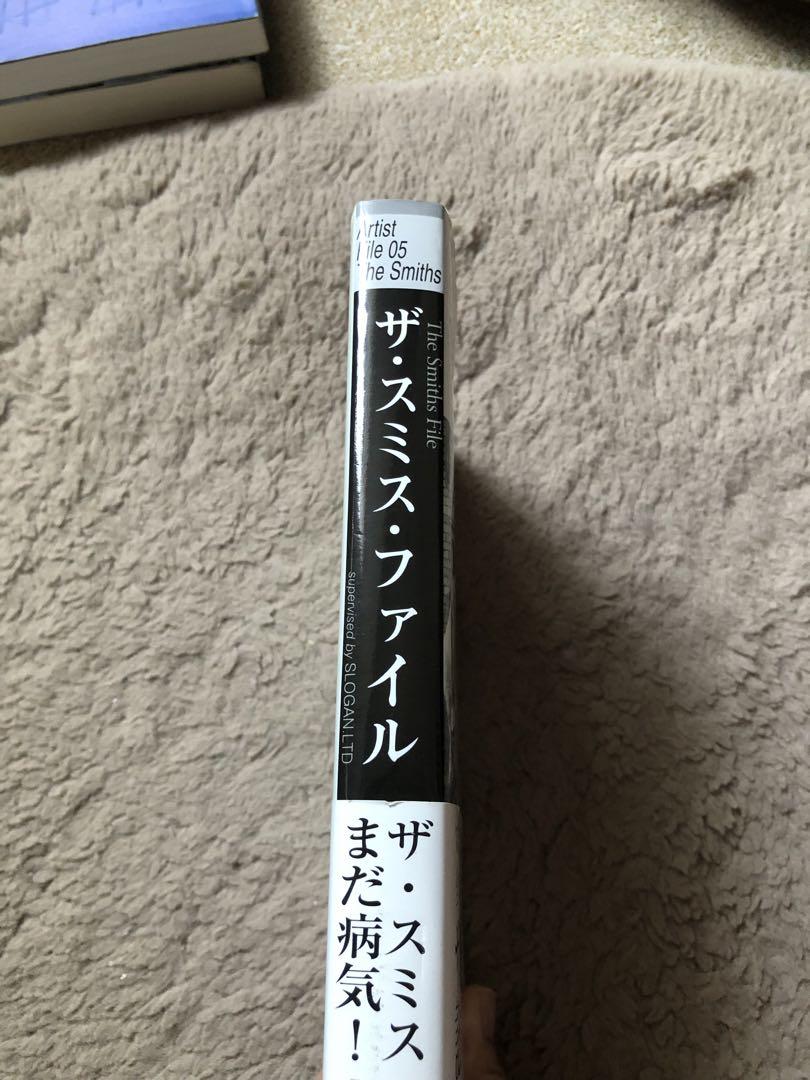 Artist
File 05
The Smiths
ザ・スミス・ファイル
The Smiths File
supervised by SLOGAN.LTD
ザ・スミス
まだ病気!